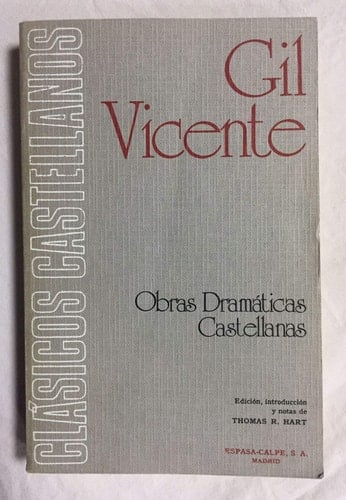 CLÁSICOS CASTELLANOS
Gil
Vicente
Obras Dramáticas
Castellanas
Edición, introducción
y notas de
THOMAS R. HART
ESPASA-CALPE, S. A.
MADRID